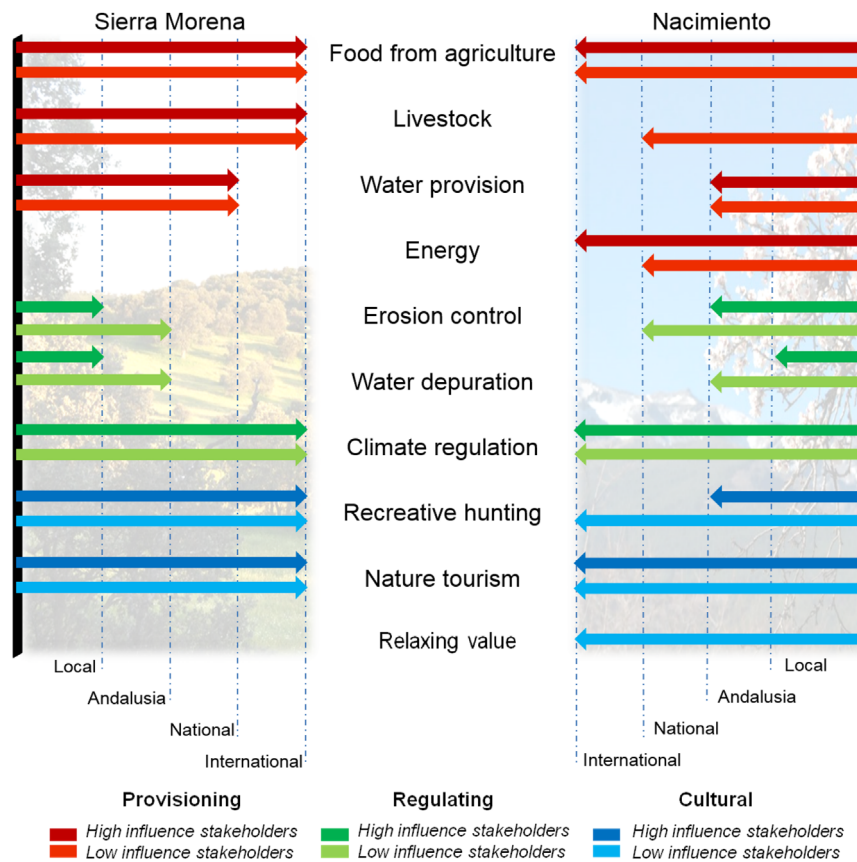 Sierra Morena
Nacimiento
Food from agriculture
Livestock
Water provision
Energy
Erosion control
Water depuration
Climate regulation
Recreative hunting
Nature tourism
Relaxing value
Local
Andalusia
National
International
Local
Andalusia
National
International
Provisioning
High influence stakeholders
Low influence stakeholders
Regulating
High influence stakeholders
Low influence stakeholders
Cultural
High influence stakeholders
Low influence stakeholders